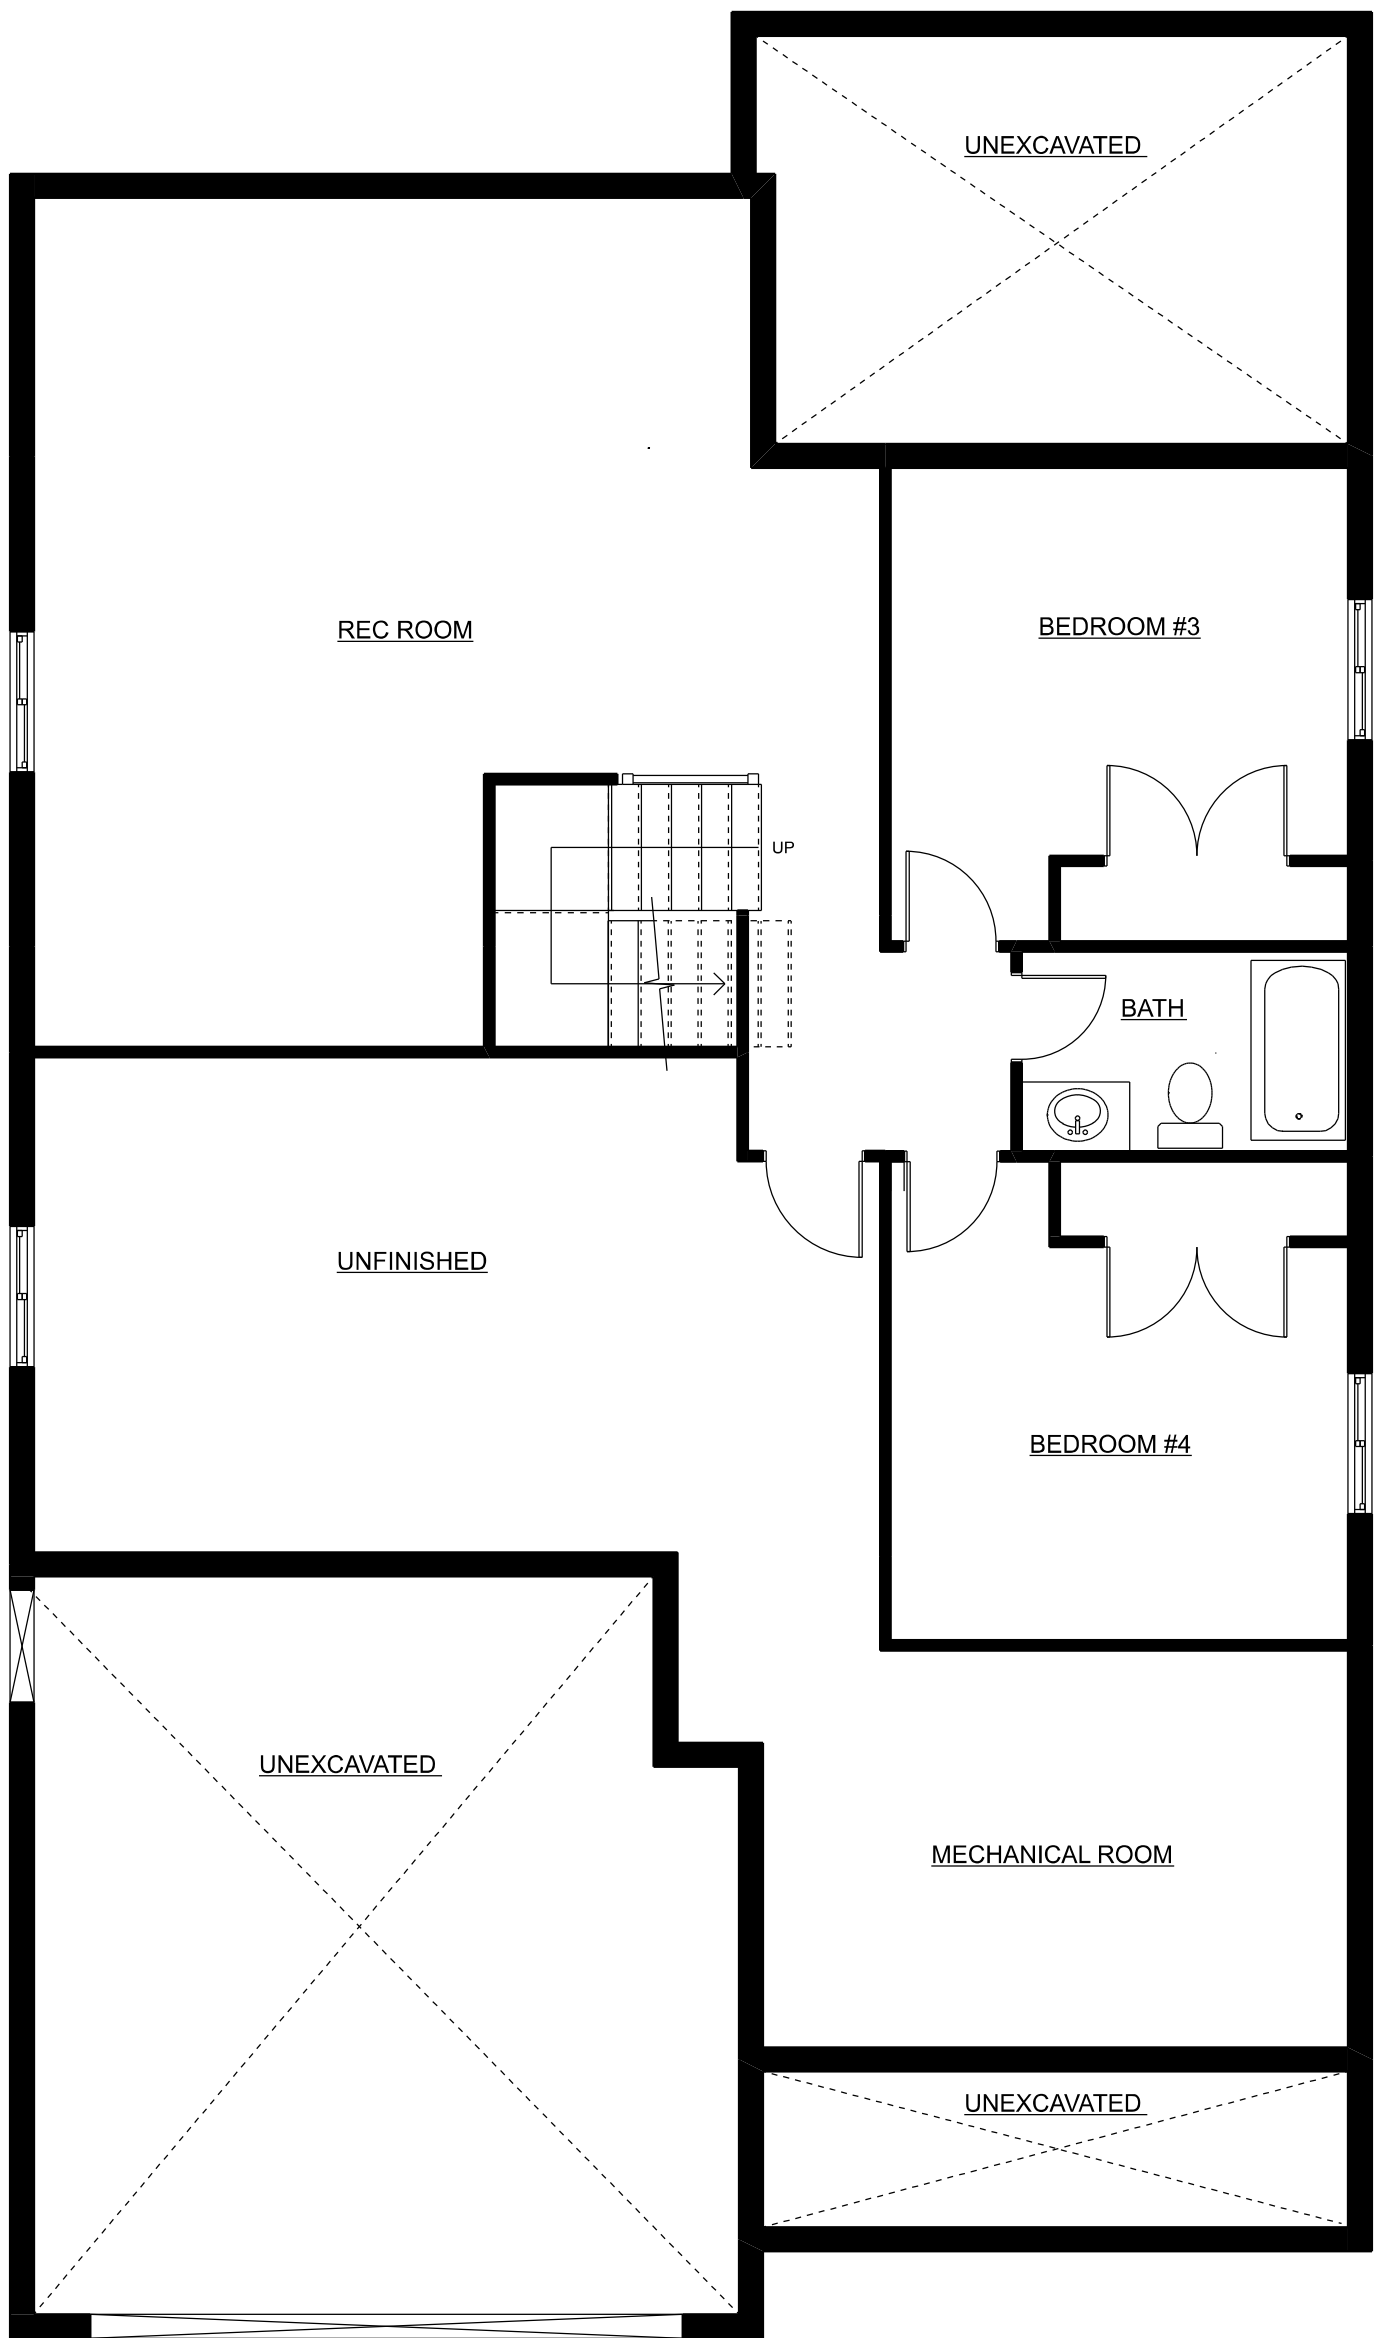 UNEXCAVATED
REC ROOM
BEDROOM #3
UP
BATH
UNFINISHED
BEDROOM #4
UNEXCAVATED
MECHANICAL ROOM
UNEXCAVATED